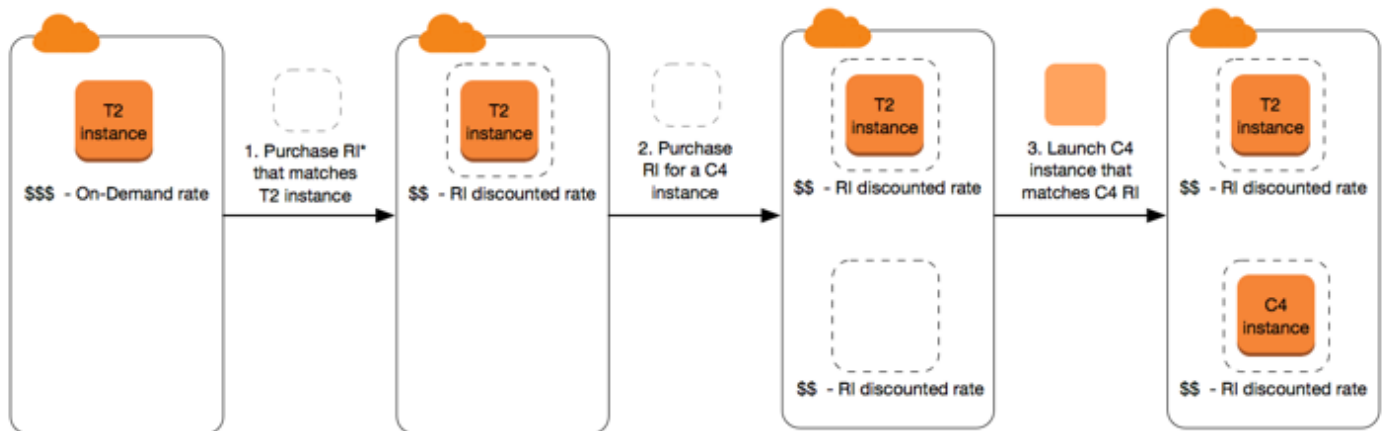 T2
instance
$$$ - On-Demand rate
1. Purchase RI*
that matches
T2 instance
T2
instance
$$ - RI discounted rate
2. Purchase
RI for a C4
instance
T2
instance
$$ - RI discounted rate
$$ - RI discounted rate
3. Launch C4
instance that
matches C4 RI
T2
instance
$$ - RI discounted rate
C4
instance
$$ - RI discounted rate